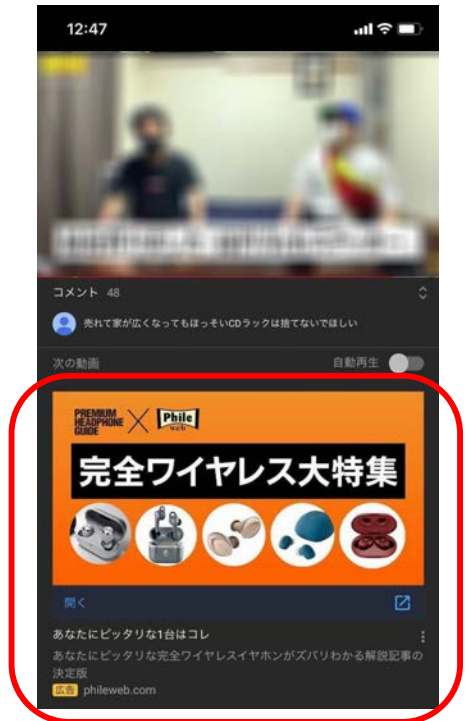 12:47
コメント 48
売れて家が広くなってもほっそいCDラックは捨てないでほしい
次の動画 自動再生
PREMIUM
HEADPHONE
GUIDE
Phile
web
完全ワイヤレス大特集
開く
あなたにピッタリな1台はコレ
あなたにピッタリな完全ワイヤレスイヤホンがズバリわかる解説記事の
決定版
広告 phileweb.com